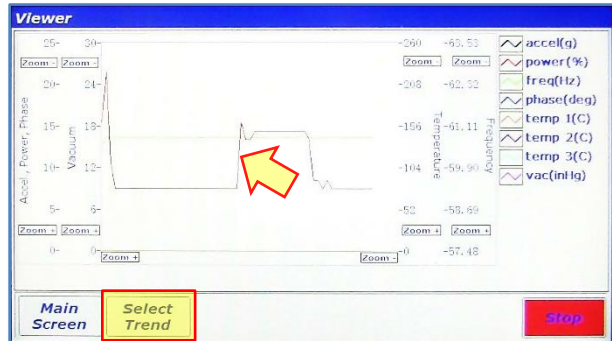 Viewer
25- 30- -260 -63.53
Zoom - Zoom - Zoom - Zoom -
20- 24- -208 -62.32
15- 18- -156 -61.11
10- 12- -104 -59.90
5- 6- -52 -58.69
Zoom + Zoom + Zoom + Zoom +
0- 0- -0 -57.48
Zoom + Zoom -
Accel., Power, Phase
Vacuum
Temperature
Frequency
accel(g)
power(%)
freq(Hz)
phase(deg)
temp 1(C)
temp 2(C)
temp 3(C)
vac(inHg)
Main
Screen
Select
Trend
Stop